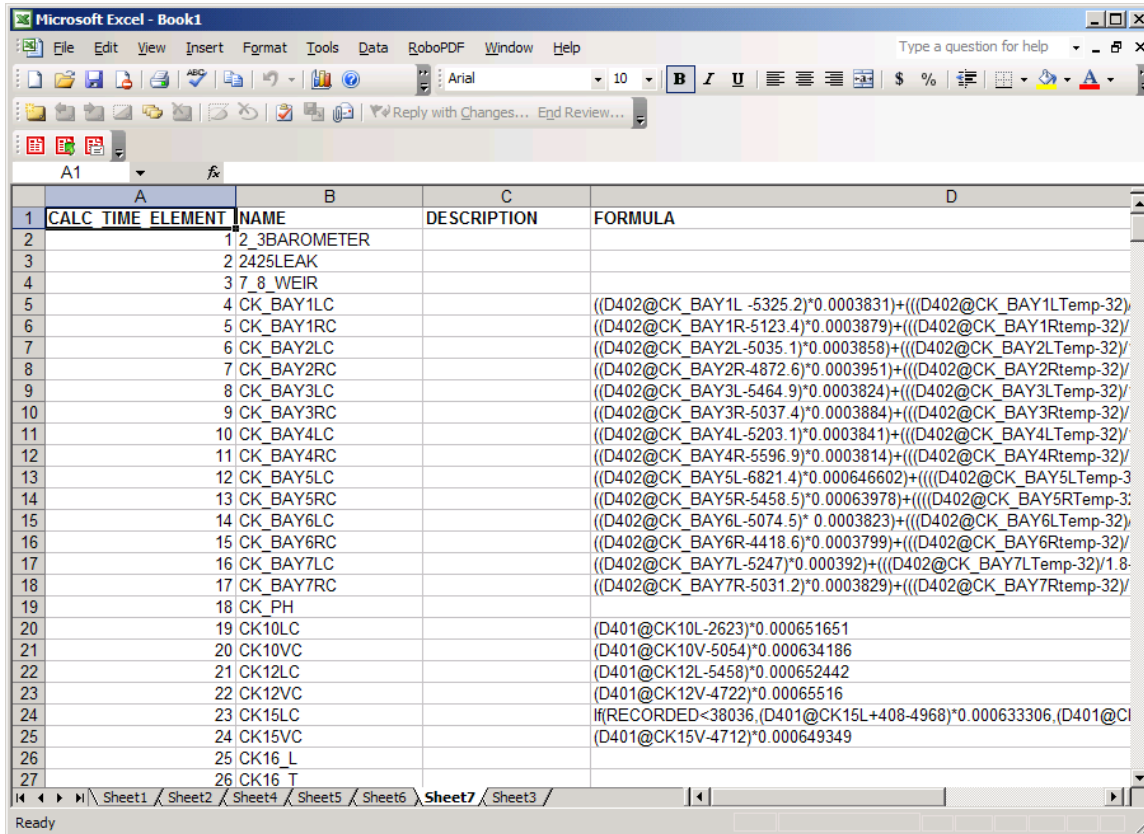 Microsoft Excel - Book1
File Edit View Insert Format Tools Data RoboPDF Window Help Type a question for help
ABC Arial 10 B I U $ % A
Reply with Changes... End Review...
A1 fx
A B C D
1 CALC_TIME_ELEMENT_ NAME DESCRIPTION FORMULA
2 1 2_3BAROMETER
3 2 2425LEAK
4 3 7_8_WEIR
5 4 CK_BAY1LC ((D402@CK_BAY1L -5325.2)*0.0003831)+(((D402@CK_BAY1LTemp-32)/
6 5 CK_BAY1RC ((D402@CK_BAY1R-5123.4)*0.0003879)+(((D402@CK_BAY1Rtemp-32)/
7 6 CK_BAY2LC ((D402@CK_BAY2L-5035.1)*0.0003858)+(((D402@CK_BAY2LTemp-32)/
8 7 CK_BAY2RC ((D402@CK_BAY2R-4872.6)*0.0003951)+(((D402@CK_BAY2Rtemp-32)/
9 8 CK_BAY3LC ((D402@CK_BAY3L-5464.9)*0.0003824)+(((D402@CK_BAY3LTemp-32)/
10 9 CK_BAY3RC ((D402@CK_BAY3R-5037.4)*0.0003884)+(((D402@CK_BAY3Rtemp-32)/
11 10 CK_BAY4LC ((D402@CK_BAY4L-5203.1)*0.0003841)+(((D402@CK_BAY4LTemp-32)/
12 11 CK_BAY4RC ((D402@CK_BAY4R-5596.9)*0.0003814)+(((D402@CK_BAY4Rtemp-32)/
13 12 CK_BAY5LC ((D402@CK_BAY5L-6821.4)*0.000646602)+((((D402@CK_BAY5LTemp-3
14 13 CK_BAY5RC ((D402@CK_BAY5R-5458.5)*0.00063978)+((((D402@CK_BAY5RTemp-32
15 14 CK_BAY6LC ((D402@CK_BAY6L-5074.5)* 0.0003823)+(((D402@CK_BAY6LTemp-32)/
16 15 CK_BAY6RC ((D402@CK_BAY6R-4418.6)*0.0003799)+(((D402@CK_BAY6Rtemp-32)/
17 16 CK_BAY7LC ((D402@CK_BAY7L-5247)*0.000392)+(((D402@CK_BAY7LTemp-32)/1.8-
18 17 CK_BAY7RC ((D402@CK_BAY7R-5031.2)*0.0003829)+(((D402@CK_BAY7Rtemp-32)/
19 18 CK_PH
20 19 CK10LC (D401@CK10L-2623)*0.000651651
21 20 CK10VC (D401@CK10V-5054)*0.000634186
22 21 CK12LC (D401@CK12L-5458)*0.000652442
23 22 CK12VC (D401@CK12V-4722)*0.00065516
24 23 CK15LC If(RECORDED<38036,(D401@CK15L+408-4968)*0.000633306,(D401@C
25 24 CK15VC (D401@CK15V-4712)*0.000649349
26 25 CK16_L
27 26 CK16_T
Sheet1 Sheet2 Sheet4 Sheet5 Sheet6 Sheet7 Sheet3
Ready